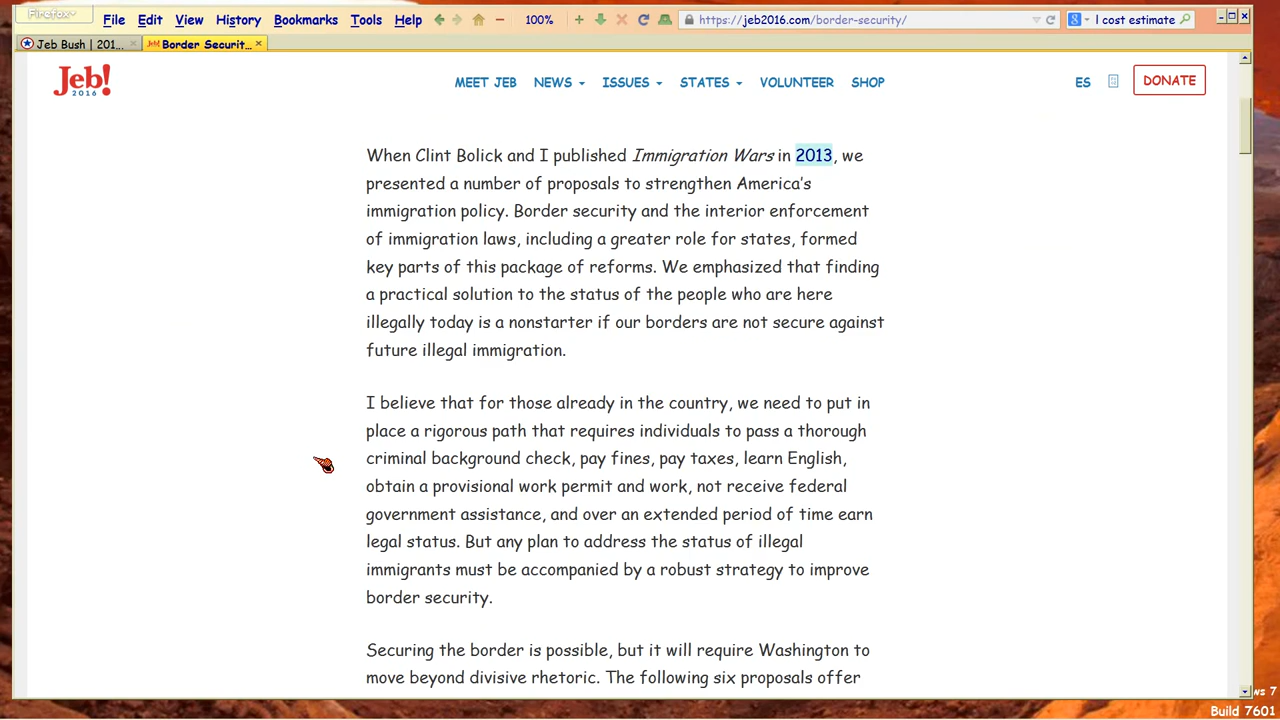 Firefox
File Edit View History Bookmarks Tools Help 100% https://jeb2016.com/border-security/ I cost estimate
Jeb Bush | 201... Jeb! Border Securit...
Jeb!
2016
MEET JEB NEWS ISSUES STATES VOLUNTEER SHOP ES DONATE
When Clint Bolick and I published Immigration Wars in 2013, we
presented a number of proposals to strengthen America's
immigration policy. Border security and the interior enforcement
of immigration laws, including a greater role for states, formed
key parts of this package of reforms. We emphasized that finding
a practical solution to the status of the people who are here
illegally today is a nonstarter if our borders are not secure against
future illegal immigration.
I believe that for those already in the country, we need to put in
place a rigorous path that requires individuals to pass a thorough
criminal background check, pay fines, pay taxes, learn English,
obtain a provisional work permit and work, not receive federal
government assistance, and over an extended period of time earn
legal status. But any plan to address the status of illegal
immigrants must be accompanied by a robust strategy to improve
border security.
Securing the border is possible, but it will require Washington to
move beyond divisive rhetoric. The following six proposals offer
ws 7
Build 7601